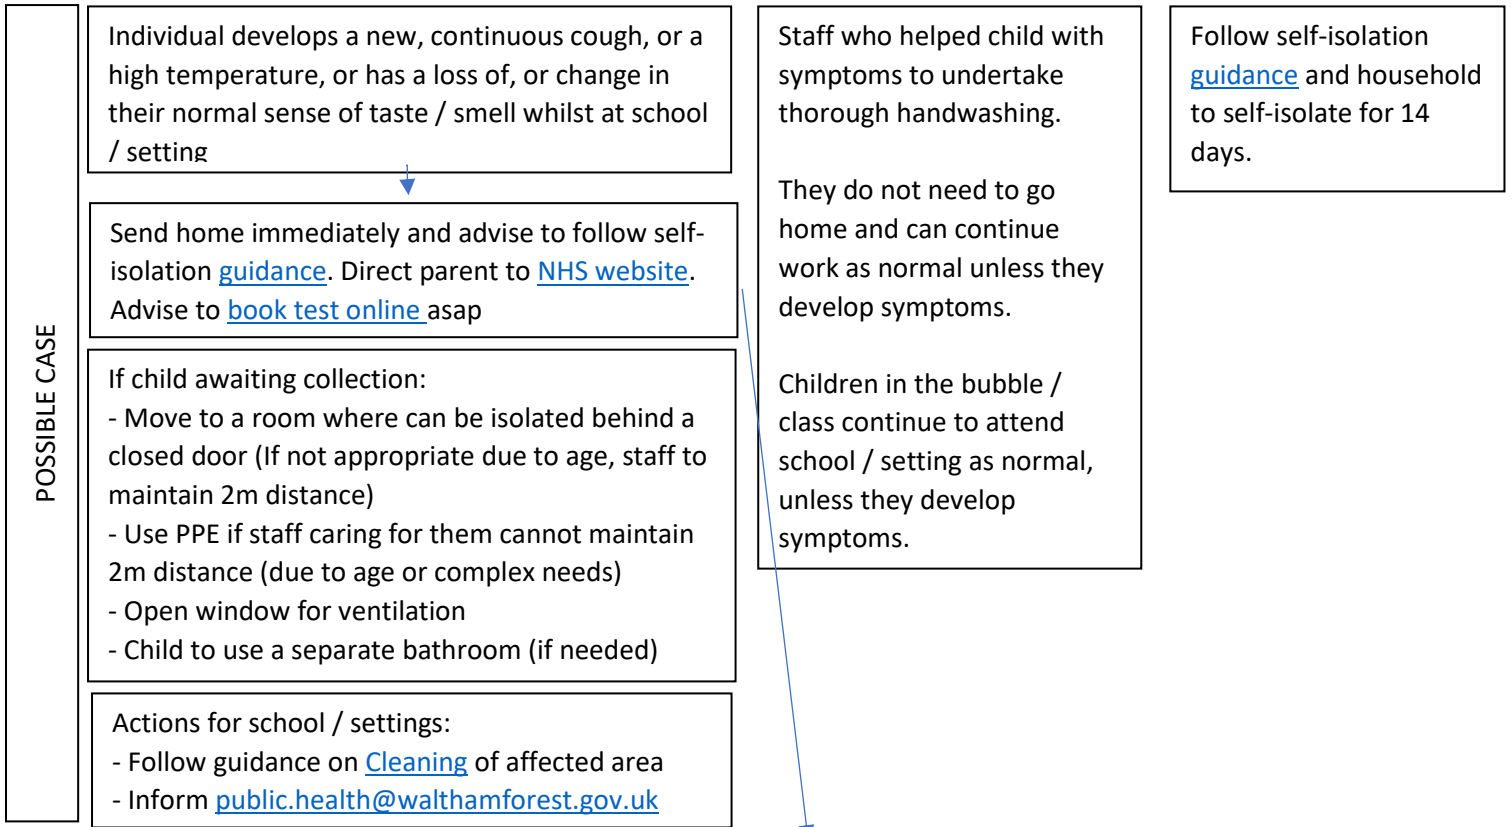 POSSIBLE CASE
Individual develops a new, continuous cough, or a
high temperature, or has a loss of, or change in
their normal sense of taste / smell whilst at school
/ setting
Send home immediately and advise to follow self-
isolation guidance. Direct parent to NHS website.
Advise to book test online asap
If child awaiting collection:
- Move to a room where can be isolated behind a
closed door (If not appropriate due to age, staff to
maintain 2m distance)
- Use PPE if staff caring for them cannot maintain
2m distance (due to age or complex needs)
- Open window for ventilation
- Child to use a separate bathroom (if needed)
Actions for school / settings:
- Follow guidance on Cleaning of affected area
- Inform public.health@walthamforest.gov.uk
Staff who helped child with
symptoms to undertake
thorough handwashing.
They do not need to go
home and can continue
work as normal unless they
develop symptoms.
Children in the bubble /
class continue to attend
school / setting as normal,
unless they develop
symptoms.
Follow self-isolation
guidance and household
to self-isolate for 14
days.